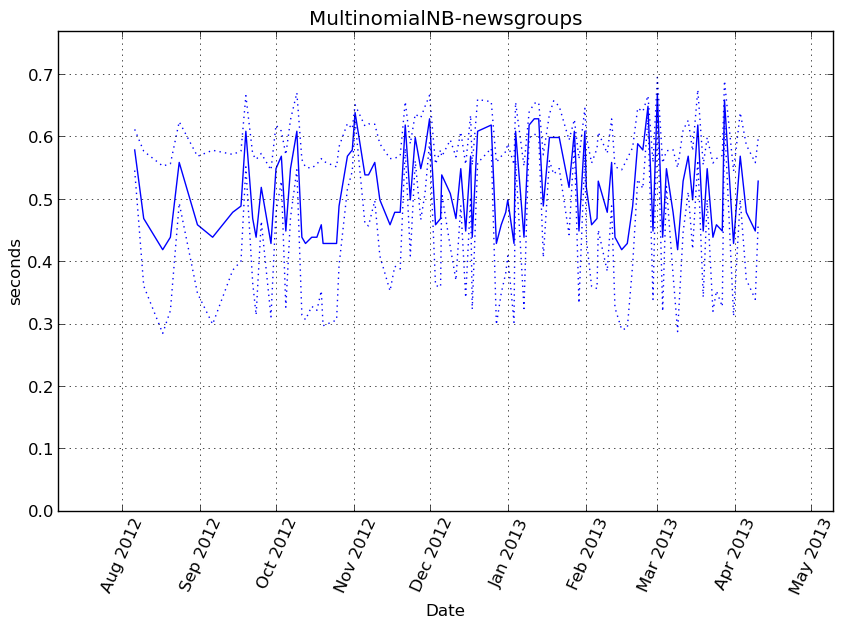 MultinomialNB-newsgroups
0.7
0.6
0.5
0.4
0.3
0.2
0.1
0.0
seconds
Aug 2012
Sep 2012
Oct 2012
Nov 2012
Dec 2012
Jan 2013
Feb 2013
Mar 2013
Apr 2013
May 2013
Date